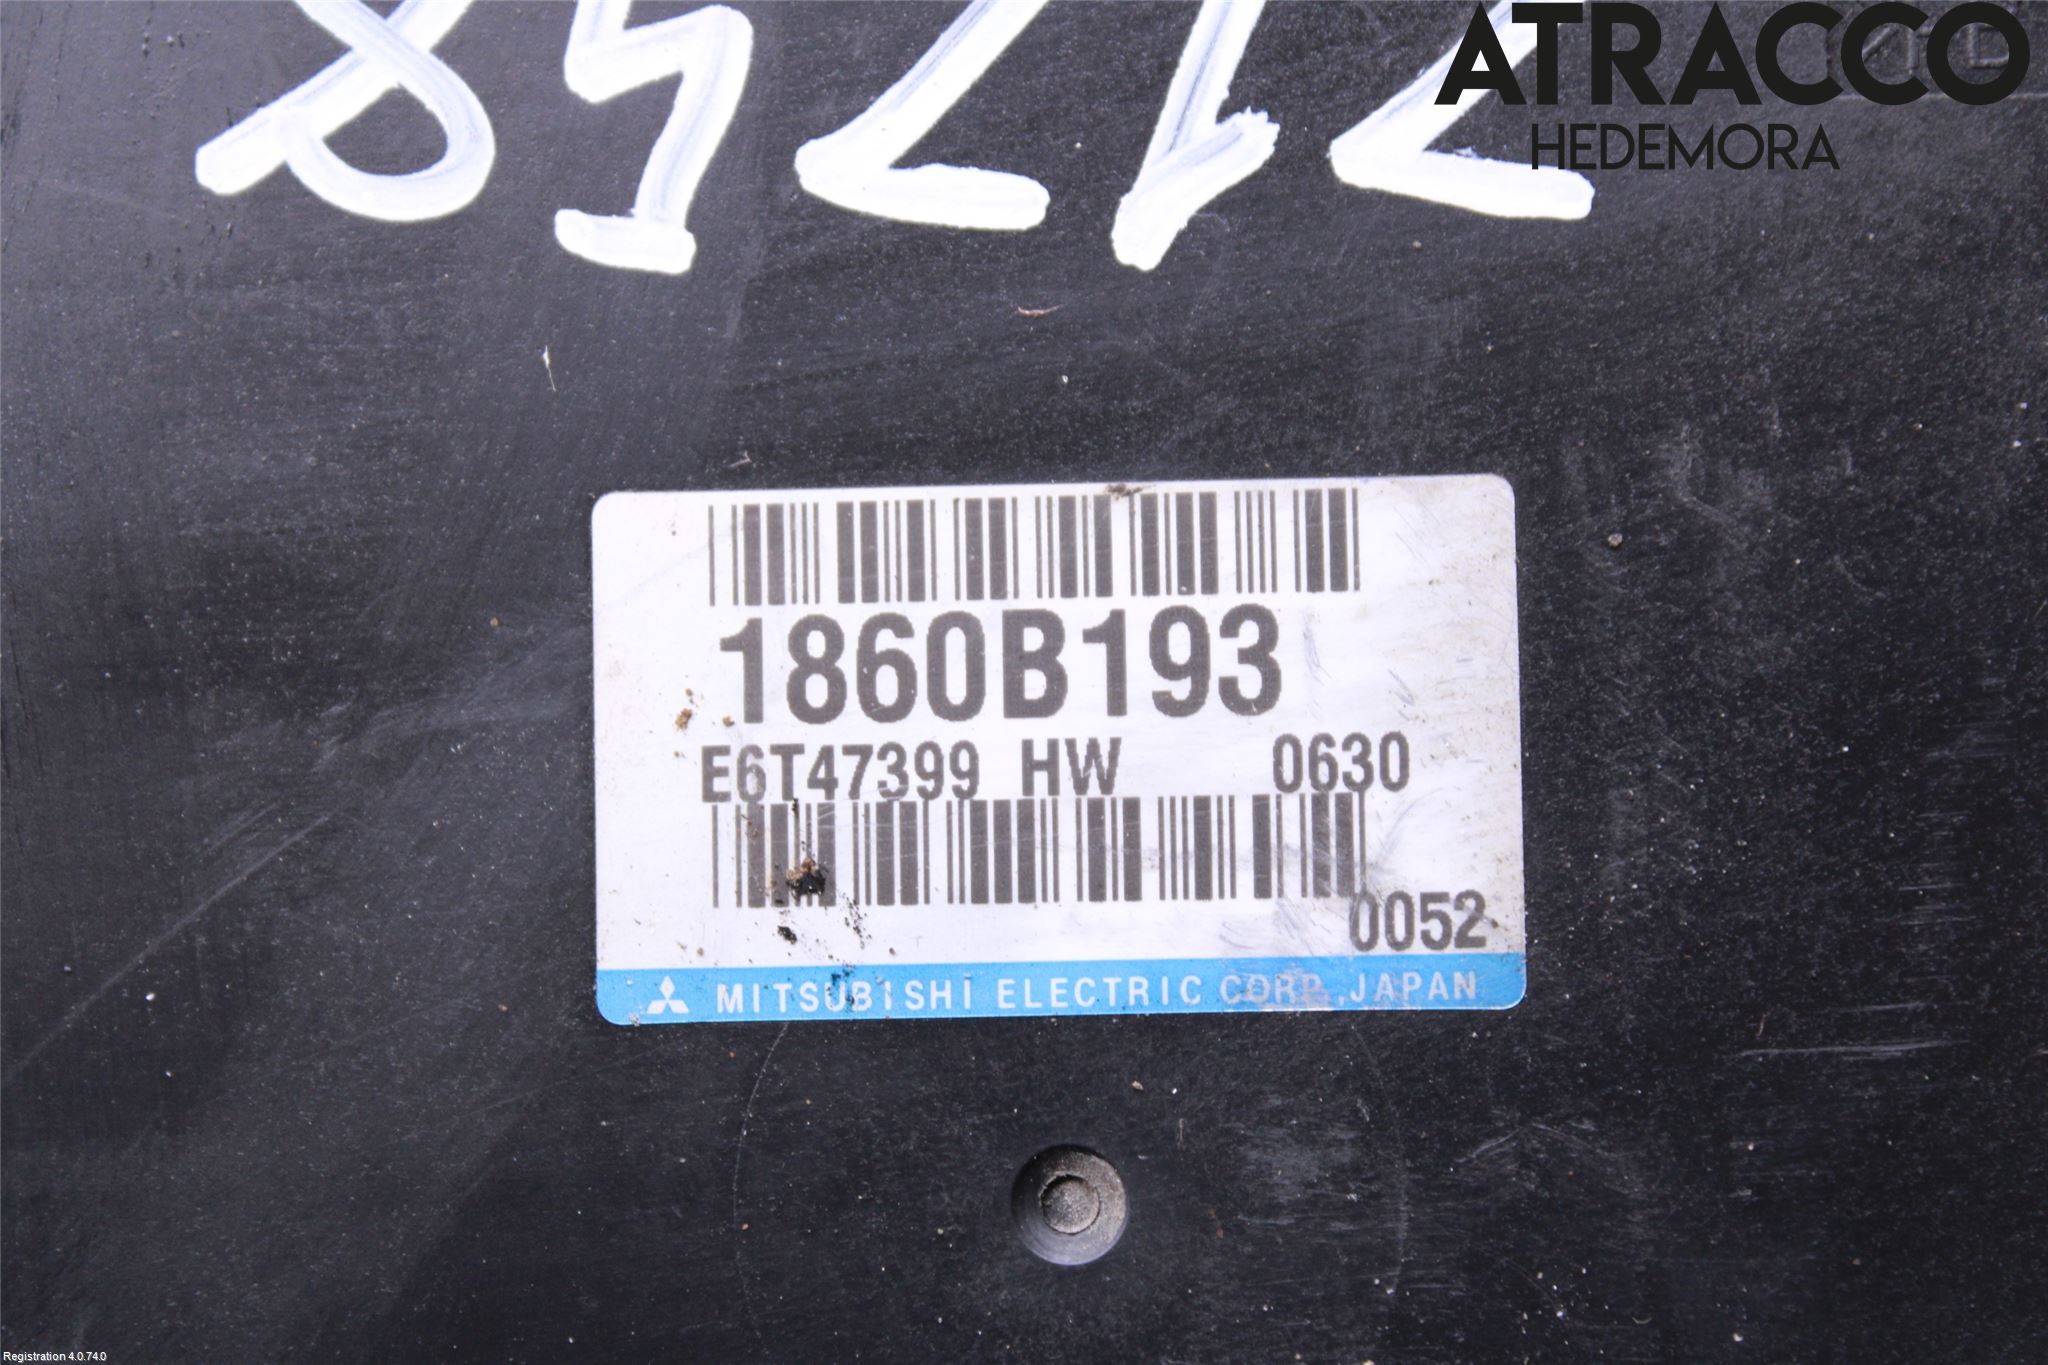 ATRACCO
HEDEMORA
1860B193
E6T47399 HW 0630
0052
MITSUBISHI ELECTRIC CORP.,JAPAN
Registration 4.0.74.0